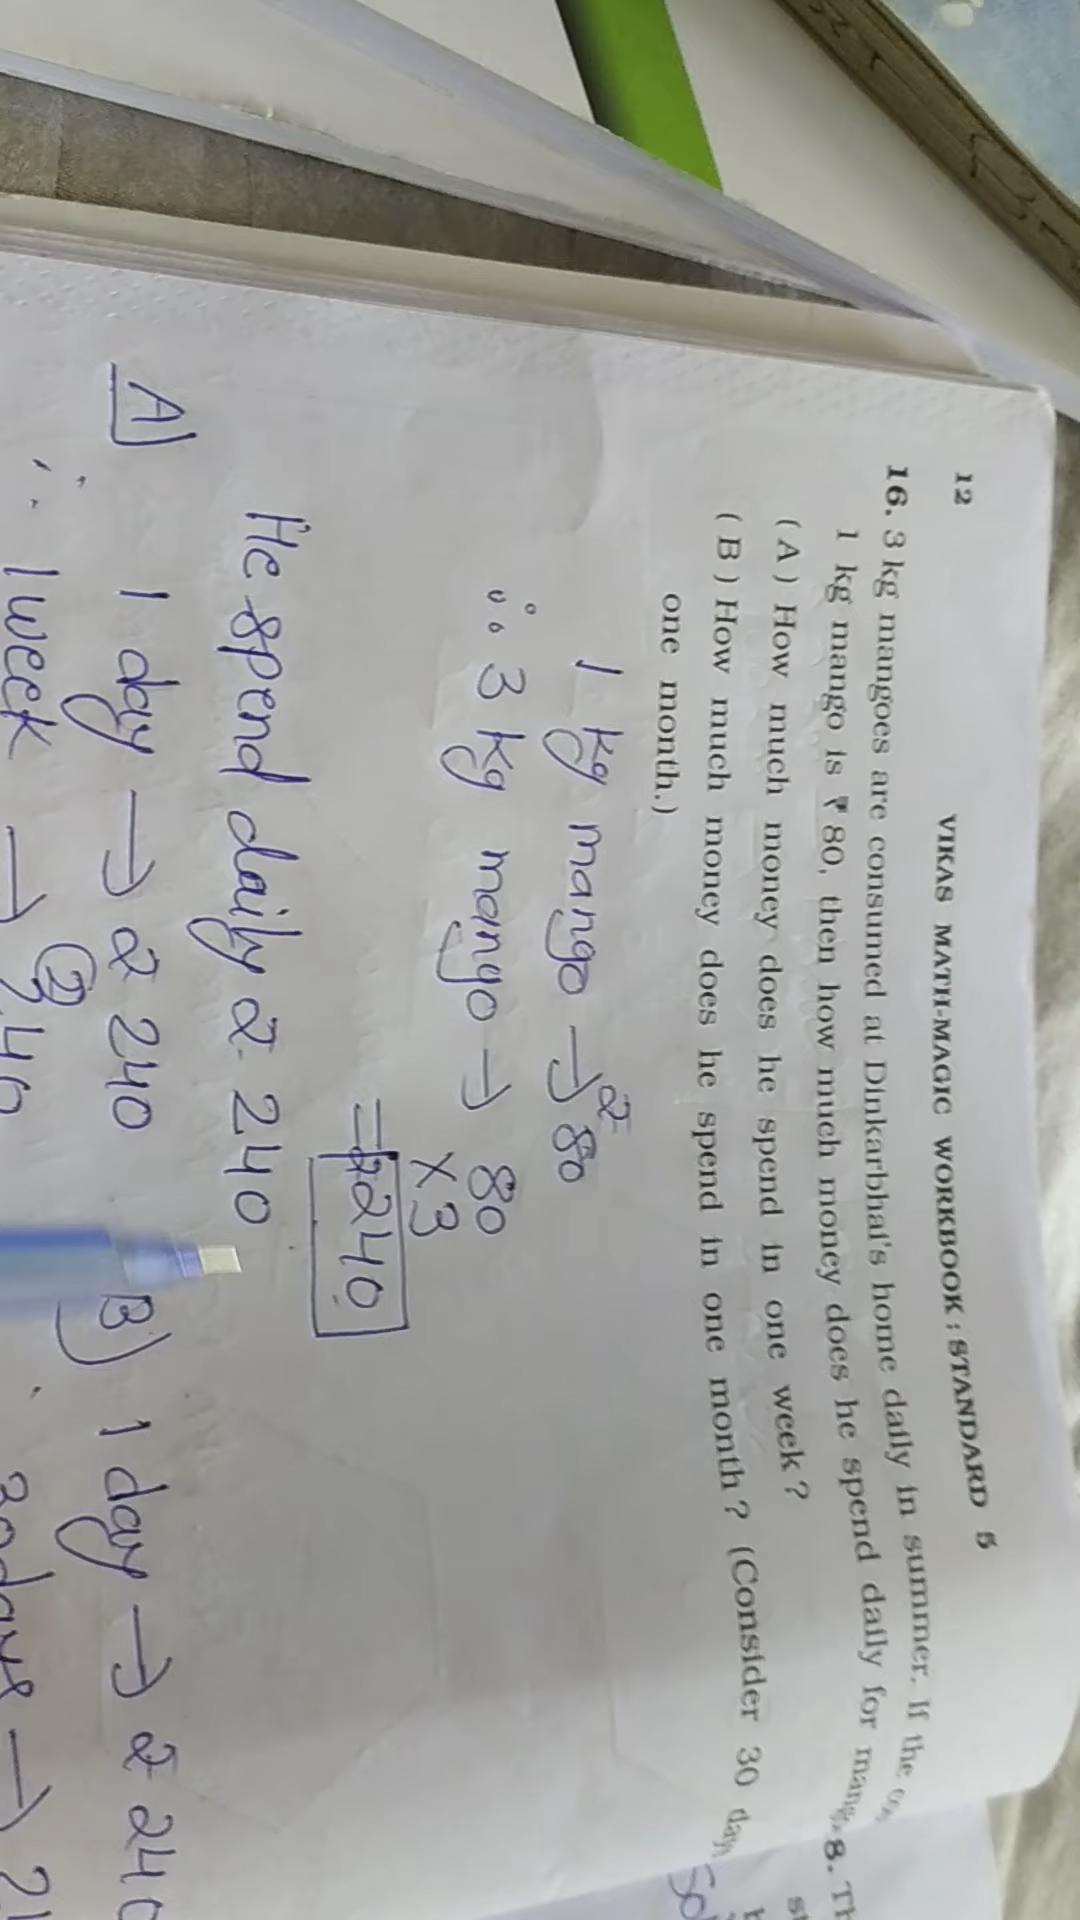 12 VIKAS MATH-MAGIC WORKBOOK : STANDARD 5
16. 3 kg mangoes are consumed at Dinkarbhai's home daily in summer. If the
1 kg mango is ₹ 80, then how much money does he spend daily for
(A) How much money does he spend in one week?
(B) How much money does he spend in one month? (Consider 30
one month.)
1 kg mango → ₹ 80
∴ 3 kg mango → 80
×3
= ₹240
He spend daily ₹ 240
A) 1 day → ₹ 240
∴ 1 week → 240
B) 1 day → ₹ 240
30days →
8.